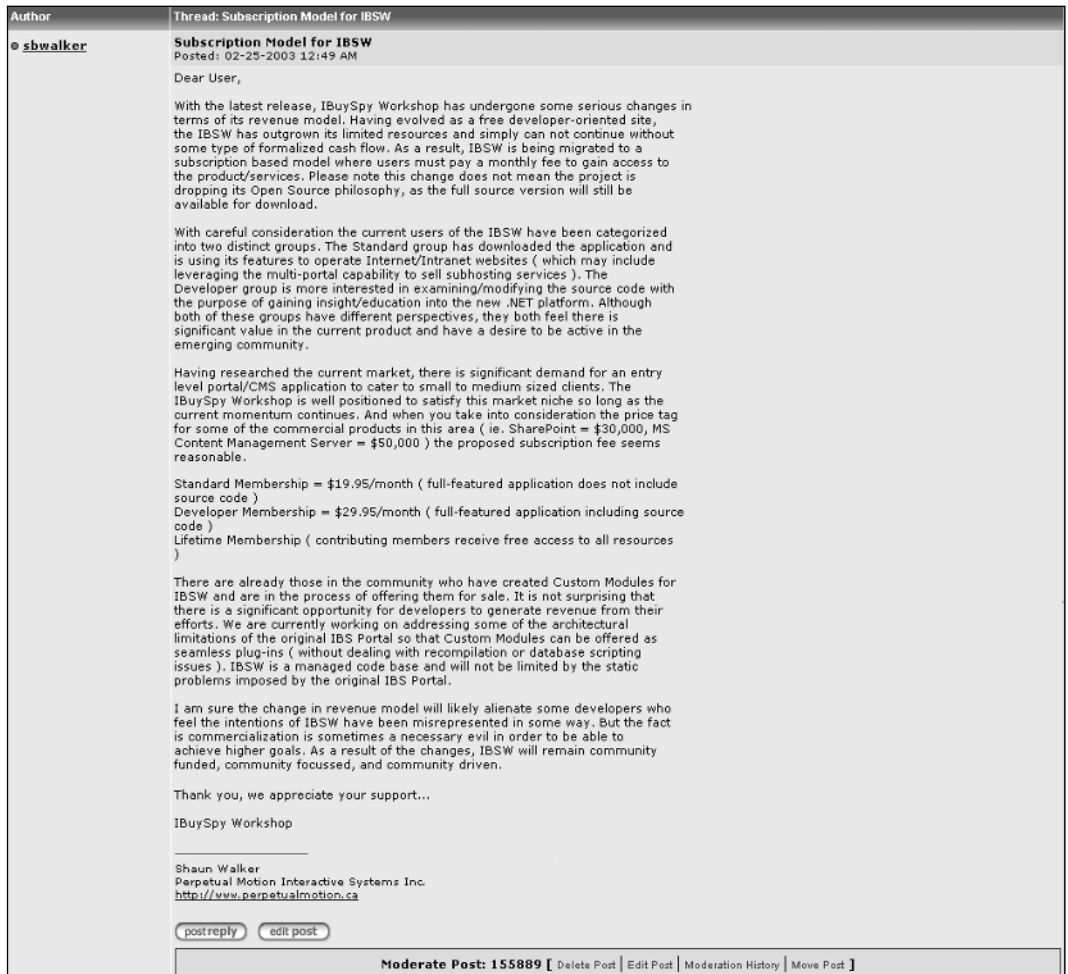 Author
Thread: Subscription Model for IBSW
sbwalker
Subscription Model for IBSW
Posted: 02-25-2003 12:49 AM
Dear User,
With the latest release, IBuySpy Workshop has undergone some serious changes in
terms of its revenue model. Having evolved as a free developer-oriented site,
the IBSW has outgrown its limited resources and simply can not continue without
some type of formalized cash flow. As a result, IBSW is being migrated to a
subscription based model where users must pay a monthly fee to gain access to
the product/services. Please note this change does not mean the project is
dropping its Open Source philosophy, as the full source version will still be
available for download.
With careful consideration the current users of the IBSW have been categorized
into two distinct groups. The Standard group has downloaded the application and
is using its features to operate Internet/Intranet websites ( which may include
leveraging the multi-portal capability to sell subhosting services ). The
Developer group is more interested in examining/modifying the source code with
the purpose of gaining insight/education into the new .NET platform. Although
both of these groups have different perspectives, they both feel there is
significant value in the current product and have a desire to be active in the
emerging community.
Having researched the current market, there is significant demand for an entry
level portal/CMS application to cater to small to medium sized clients. The
IBuySpy Workshop is well positioned to satisfy this market niche so long as the
current momentum continues. And when you take into consideration the price tag
for some of the commercial products in this area ( ie. SharePoint = $30,000, MS
Content Management Server = $50,000 ) the proposed subscription fee seems
reasonable.
Standard Membership = $19.95/month ( full-featured application does not include
source code )
Developer Membership = $29.95/month ( full-featured application including source
code )
Lifetime Membership ( contributing members receive free access to all resources
)
There are already those in the community who have created Custom Modules for
IBSW and are in the process of offering them for sale. It is not surprising that
there is a significant opportunity for developers to generate revenue from their
efforts. We are currently working on addressing some of the architectural
limitations of the original IBS Portal so that Custom Modules can be offered as
seamless plug-ins ( without dealing with recompilation or database scripting
issues ). IBSW is a managed code base and will not be limited by the static
problems imposed by the original IBS Portal.
I am sure the change in revenue model will likely alienate some developers who
feel the intentions of IBSW have been misrepresented in some way. But the fact
is commercialization is sometimes a necessary evil in order to be able to
achieve higher goals. As a result of the changes, IBSW will remain community
funded, community focussed, and community driven.
Thank you, we appreciate your support...
IBuySpy Workshop
Shaun Walker
Perpetual Motion Interactive Systems Inc.
http://www.perpetualmotion.ca
post reply edit post
Moderate Post: 155889 [ Delete Post | Edit Post | Moderation History | Move Post ]